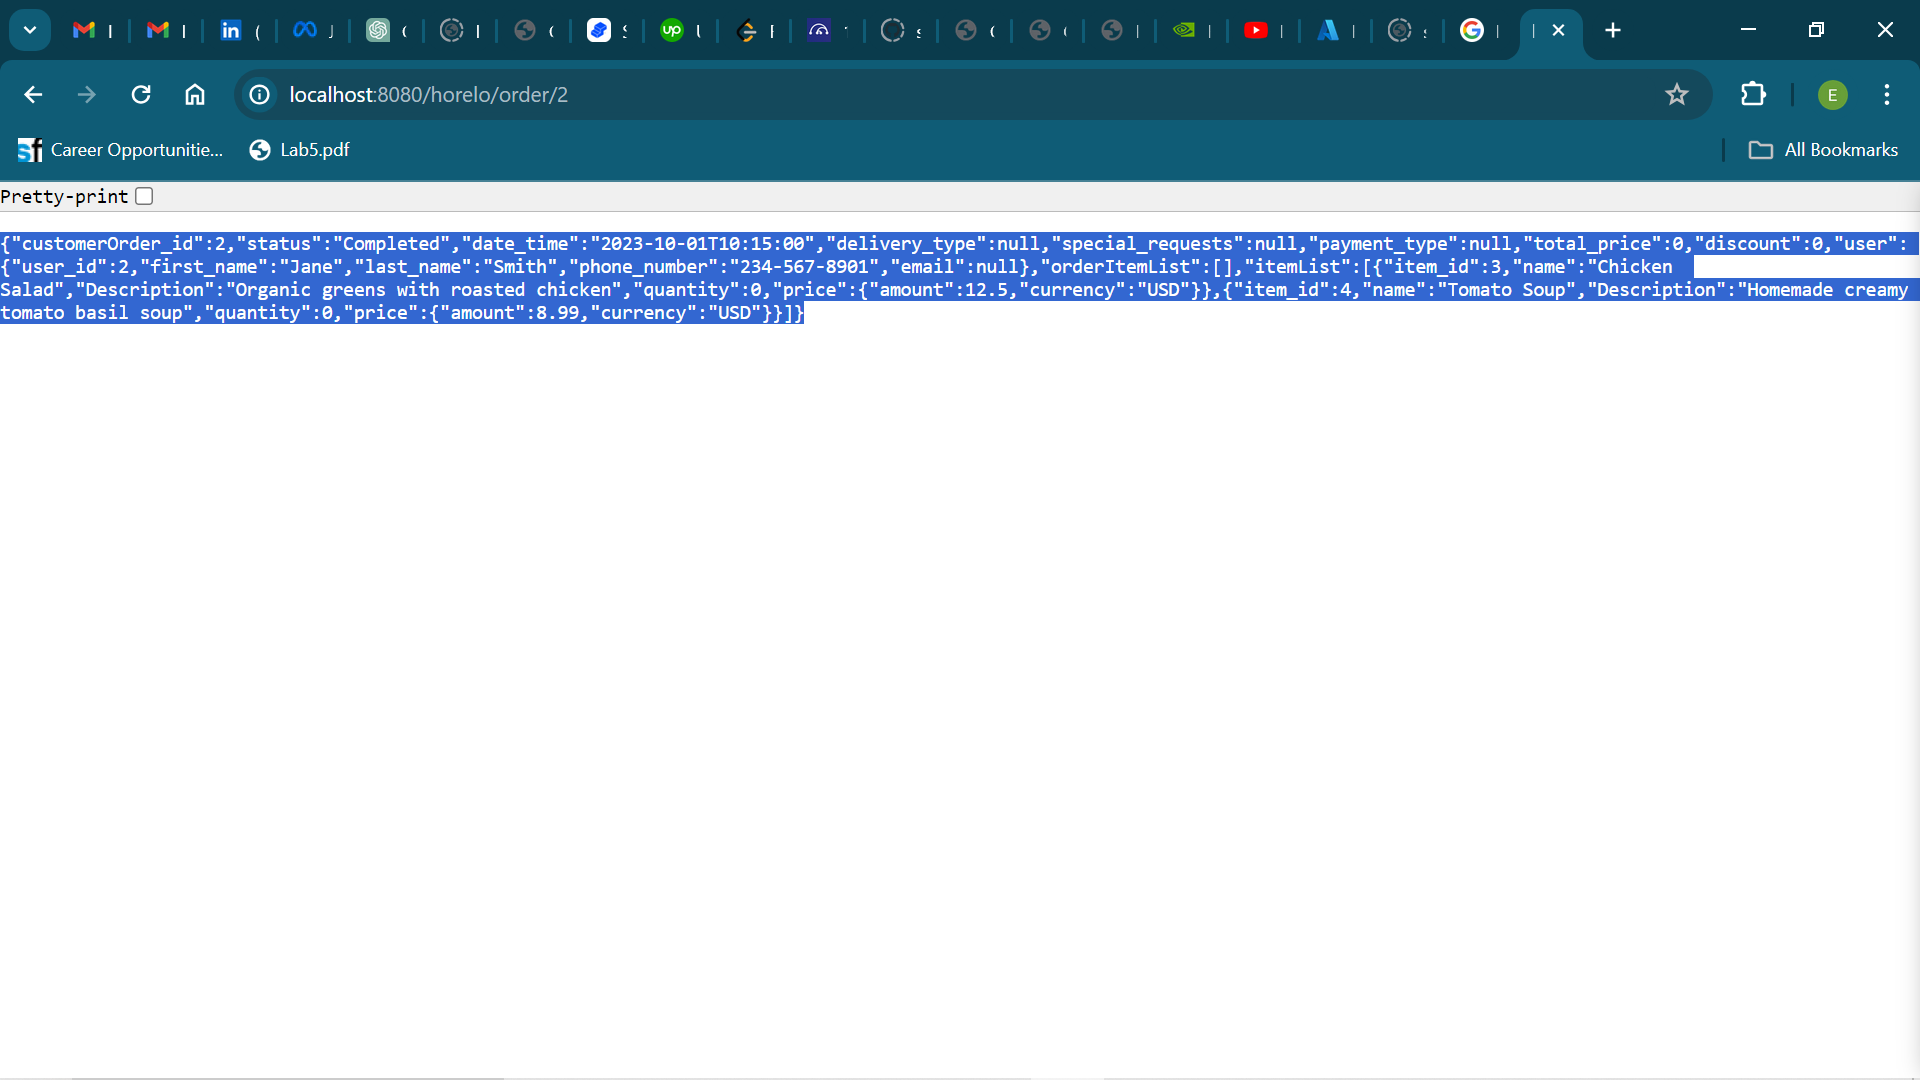 localhost:8080/horelo/order/2
E
Career Opportunitie...
Lab5.pdf
All Bookmarks
Pretty-print
{"customerOrder_id":2,"status":"Completed","date_time":"2023-10-01T10:15:00","delivery_type":null,"special_requests":null,"payment_type":null,"total_price":0,"discount":0,"user":
{"user_id":2,"first_name":"Jane","last_name":"Smith","phone_number":"234-567-8901","email":null},"orderItemList":[],"itemList":[{"item_id":3,"name":"Chicken
Salad","Description":"Organic greens with roasted chicken","quantity":0,"price":{"amount":12.5,"currency":"USD"}},{"item_id":4,"name":"Tomato Soup","Description":"Homemade creamy
tomato basil soup","quantity":0,"price":{"amount":8.99,"currency":"USD"}}]}